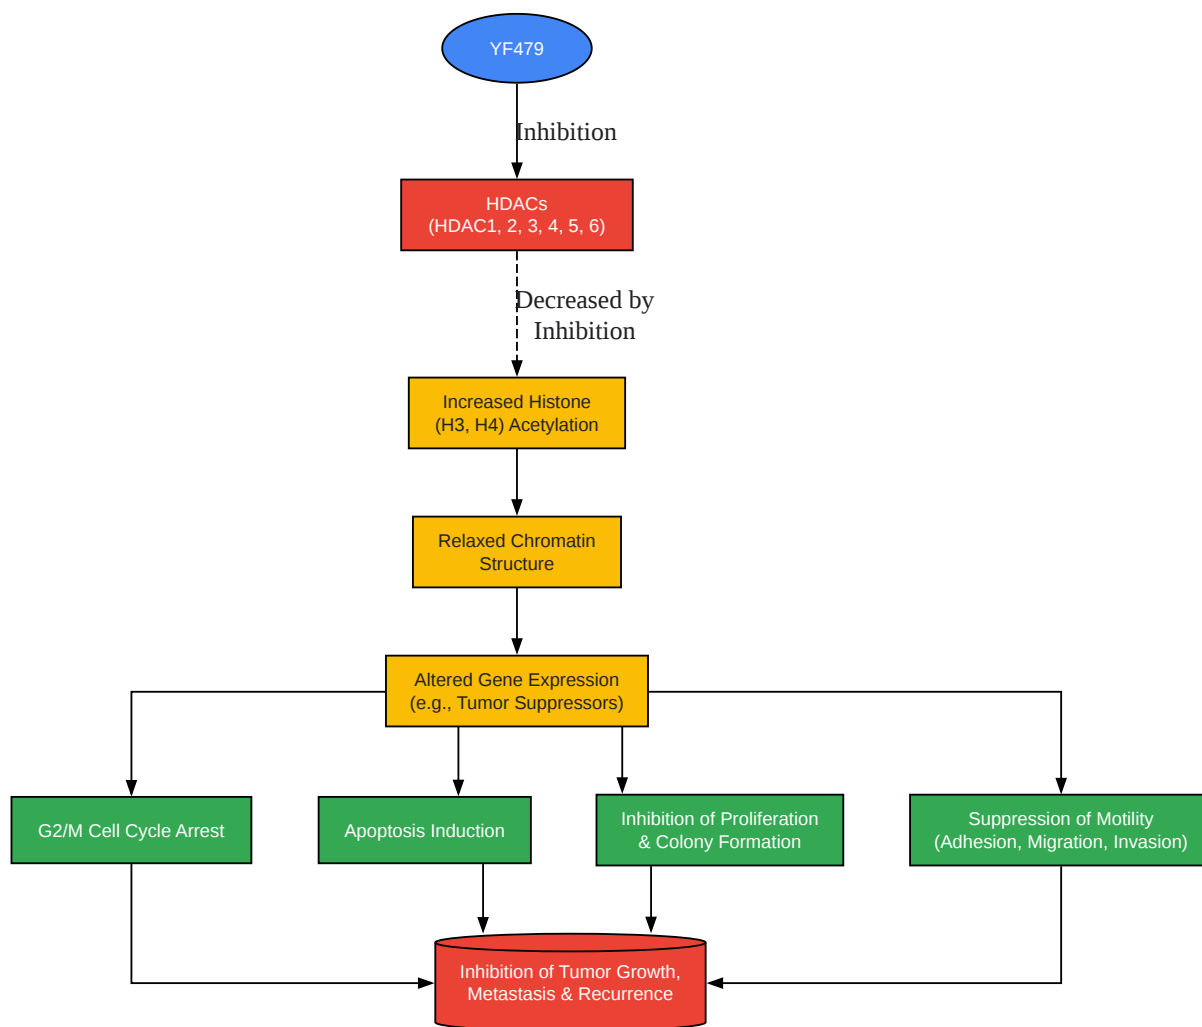 YF479
Inhibition
HDACs
(HDAC1, 2, 3, 4, 5, 6)
Decreased by
Inhibition
Increased Histone
(H3, H4) Acetylation
Relaxed Chromatin
Structure
Altered Gene Expression
(e.g., Tumor Suppressors)
G2/M Cell Cycle Arrest
Apoptosis Induction
Inhibition of Proliferation
& Colony Formation
Suppression of Motility
(Adhesion, Migration, Invasion)
Inhibition of Tumor Growth,
Metastasis & Recurrence